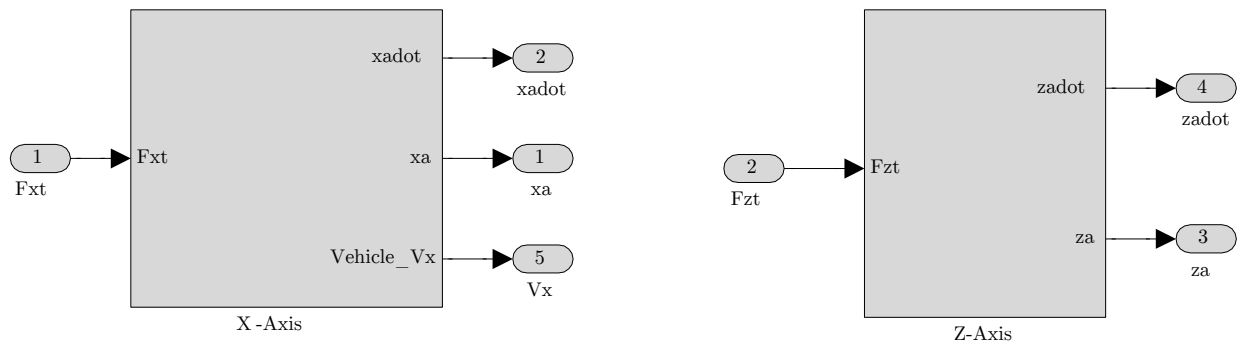 xadot
2
xadot
1
Fxt
Fxt
xa
1
xa
Vehicle_Vx
5
Vx
X -Axis
zadot
4
zadot
2
Fzt
Fzt
za
3
za
Z-Axis